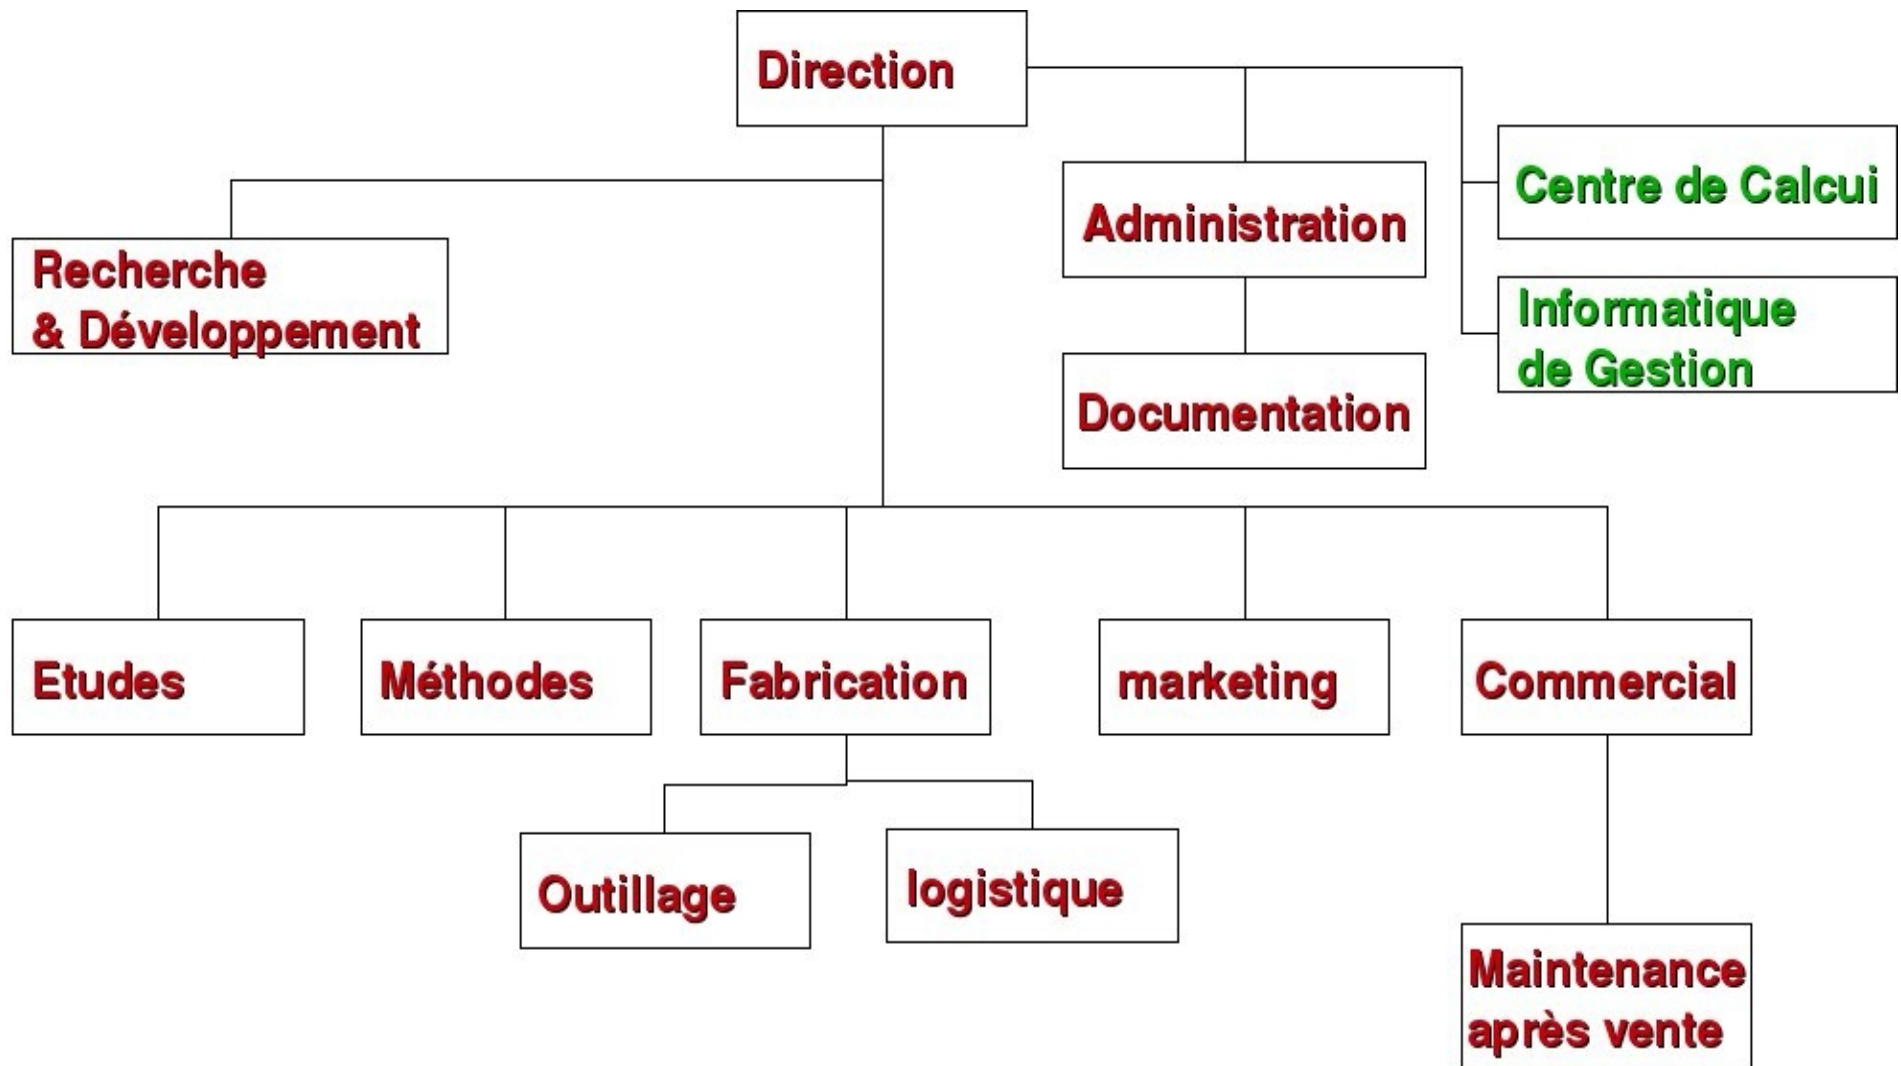 Direction
Centre de Calcui
Administration
Recherche
& Développement
Informatique
de Gestion
Documentation
Etudes
Méthodes
Fabrication
marketing
Commercial
Outillage
logistique
Maintenance
après vente